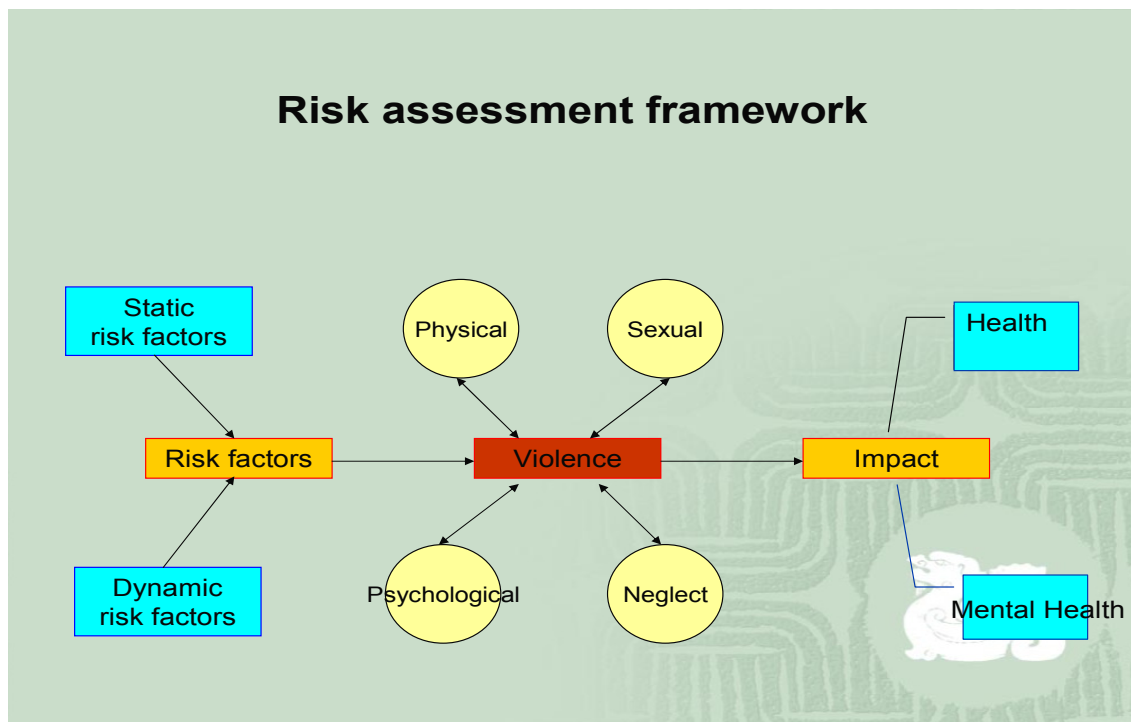 Risk assessment framework
Static
risk factors
Physical
Sexual
Health
Risk factors
Violence
Impact
Dynamic
risk factors
Psychological
Neglect
Mental Health